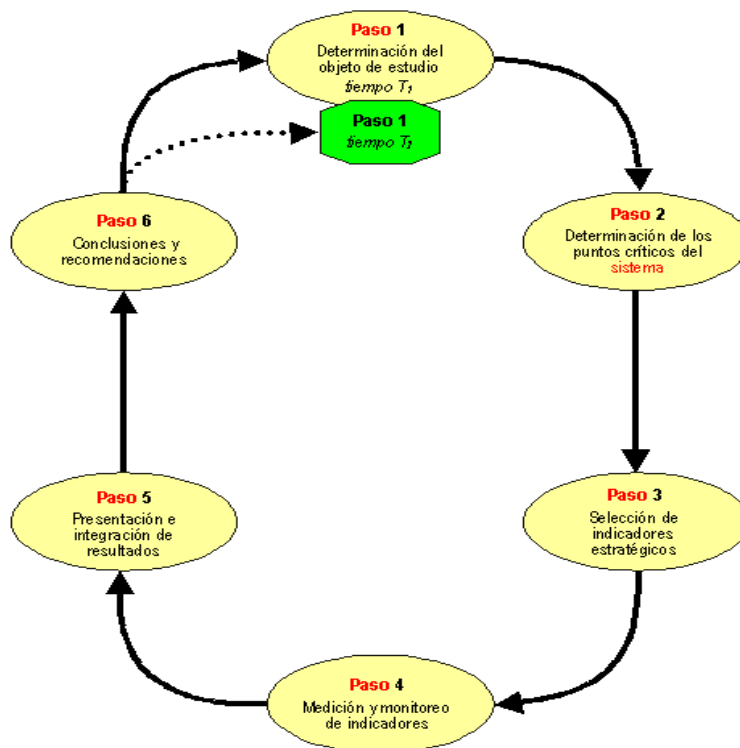 Paso 1
Determinación del
objeto de estudio
tiempo T₁
Paso 1
tiempo T₂
Paso 2
Determinación de los
puntos críticos del
sistema
Paso 3
Selección de
indicadores
estratégicos
Paso 4
Medición y monitoreo
de indicadores
Paso 5
Presentación e
integración de
resultados
Paso 6
Conclusiones y
recomendaciones